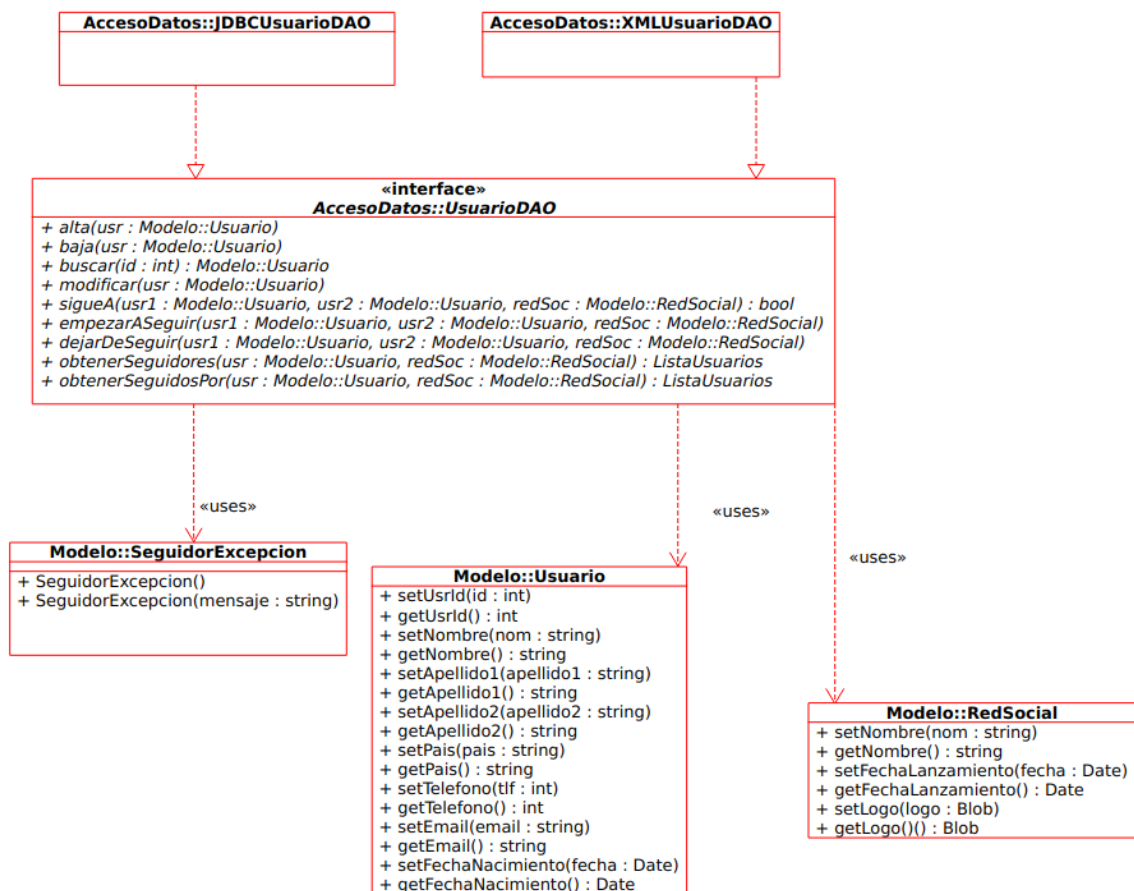 AccesoDatos::JDBCUsuarioDAO
AccesoDatos::XMLUsuarioDAO
«interface»
AccesoDatos::UsuarioDAO
+ alta(usr : Modelo::Usuario)
+ baja(usr : Modelo::Usuario)
+ buscar(id : int) : Modelo::Usuario
+ modificar(usr : Modelo::Usuario)
+ sigueA(usr1 : Modelo::Usuario, usr2 : Modelo::Usuario, redSoc : Modelo::RedSocial) : bool
+ empezarASeguir(usr1 : Modelo::Usuario, usr2 : Modelo::Usuario, redSoc : Modelo::RedSocial)
+ dejarDeSeguir(usr1 : Modelo::Usuario, usr2 : Modelo::Usuario, redSoc : Modelo::RedSocial)
+ obtenerSeguidores(usr : Modelo::Usuario, redSoc : Modelo::RedSocial) : ListaUsuarios
+ obtenerSeguidosPor(usr : Modelo::Usuario, redSoc : Modelo::RedSocial) : ListaUsuarios
«uses»
«uses»
«uses»
Modelo::SeguidorExcepcion
+ SeguidorExcepcion()
+ SeguidorExcepcion(mensaje : string)
Modelo::Usuario
+ setUsrId(id : int)
+ getUsrId() : int
+ setNombre(nom : string)
+ getNombre() : string
+ setApellido1(apellido1 : string)
+ getApellido1() : string
+ setApellido2(apellido2 : string)
+ getApellido2() : string
+ setPais(pais : string)
+ getPais() : string
+ setTelefono(tlf : int)
+ getTelefono() : int
+ setEmail(email : string)
+ getEmail() : string
+ setFechaNacimiento(fecha : Date)
+ getFechaNacimiento() : Date
Modelo::RedSocial
+ setNombre(nom : string)
+ getNombre() : string
+ setFechaLanzamiento(fecha : Date)
+ getFechaLanzamiento() : Date
+ setLogo(logo : Blob)
+ getLogo()() : Blob